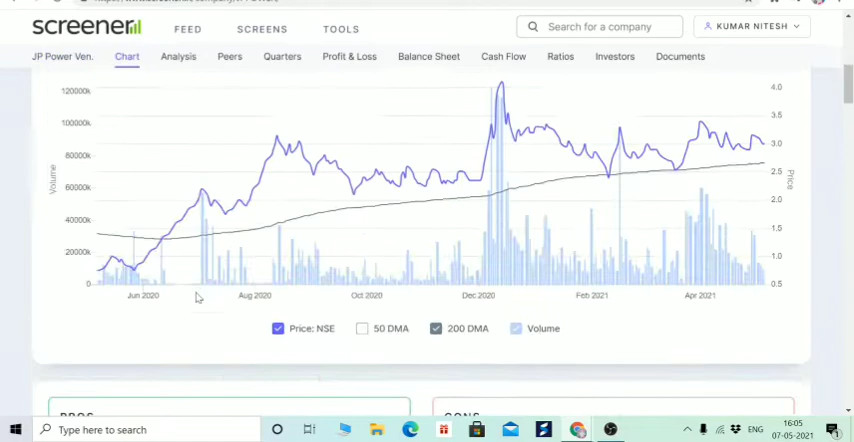 screener
FEED SCREENS TOOLS
Search for a company
KUMAR NITESH
JP Power Ven. Chart Analysis Peers Quarters Profit & Loss Balance Sheet Cash Flow Ratios Investors Documents
120000k
100000k
80000k
60000k
40000k
20000k
0
Volume
4.0
3.5
3.0
2.5
2.0
1.5
1.0
0.5
Price
Jun 2020 Aug 2020 Oct 2020 Dec 2020 Feb 2021 Apr 2021
Price: NSE 50 DMA 200 DMA Volume
PROS CONS
Type here to search
ENG
16:05
07-05-2021
1